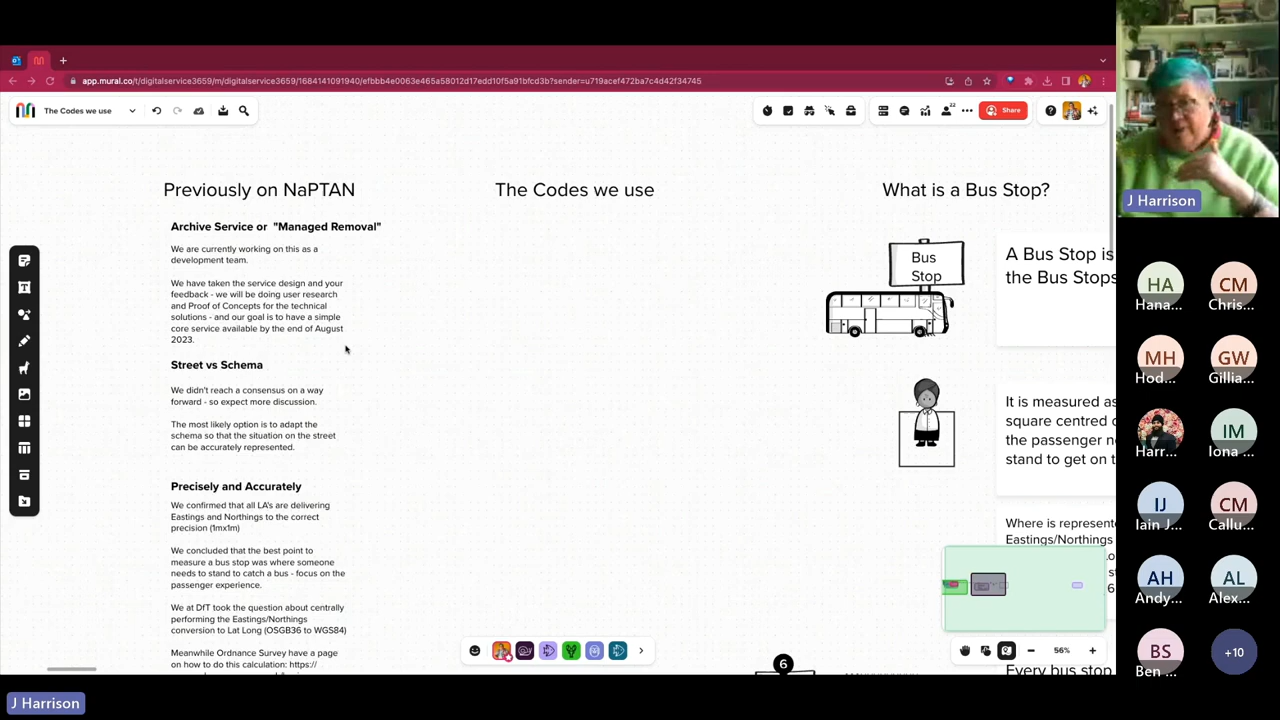 app.mural.co/t/digitalservice3659/m/digitalservice3659/1684141091940/efbbb4e0063e465a58012d17edd10f5a91bfcd3b?sender=u719acef472ba7c4d42f34745
The Codes we use
22
Share
Previously on NaPTAN
The Codes we use
What is a Bus Stop?
Archive Service or "Managed Removal"
We are currently working on this as a
development team.
We have taken the service design and your
feedback - we will be doing user research
and Proof of Concepts for the technical
solutions - and our goal is to have a simple
core service available by the end of August
2023.
Street vs Schema
We didn't reach a consensus on a way
forward - so expect more discussion.
The most likely option is to adapt the
schema so that the situation on the street
can be accurately represented.
Precisely and Accurately
We confirmed that all LA's are delivering
Eastings and Northings to the correct
precision (1mx1m)
We concluded that the best point to
measure a bus stop was where someone
needs to stand to catch a bus - focus on the
passenger experience.
We at DfT took the question about centrally
performing the Eastings/Northings
conversion to Lat Long (OSGB36 to WGS84)
Meanwhile Ordnance Survey have a page
on how to do this calculation: https://
Bus
Stop
A Bus Stop is
the Bus Stops
It is measured as
square centred
the passenger
stand to get on
Where is represente
Eastings/Northings
6
Every bus stop
56%
J Harrison
HA
Hana...
CM
Chris...
MH
Hod...
GW
Gillia...
Harr...
IM
Iona ...
IJ
Iain J...
CM
Callu...
AH
Andy...
AL
Alex...
BS
Ben ...
+10
J Harrison